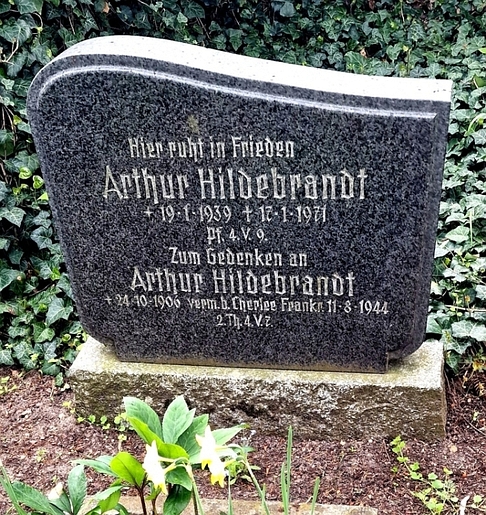 Hier ruht in Frieden
Arthur Hildebrandt
+ 19·1·1939 + 17·1·1971
Pf. 4. V. 9.
Zum Gedenken an
Arthur Hildebrandt
+ 24·10·1906 verm. b. Cherlee Frankr. 11·8·1944
2. Th. 4. V. 7